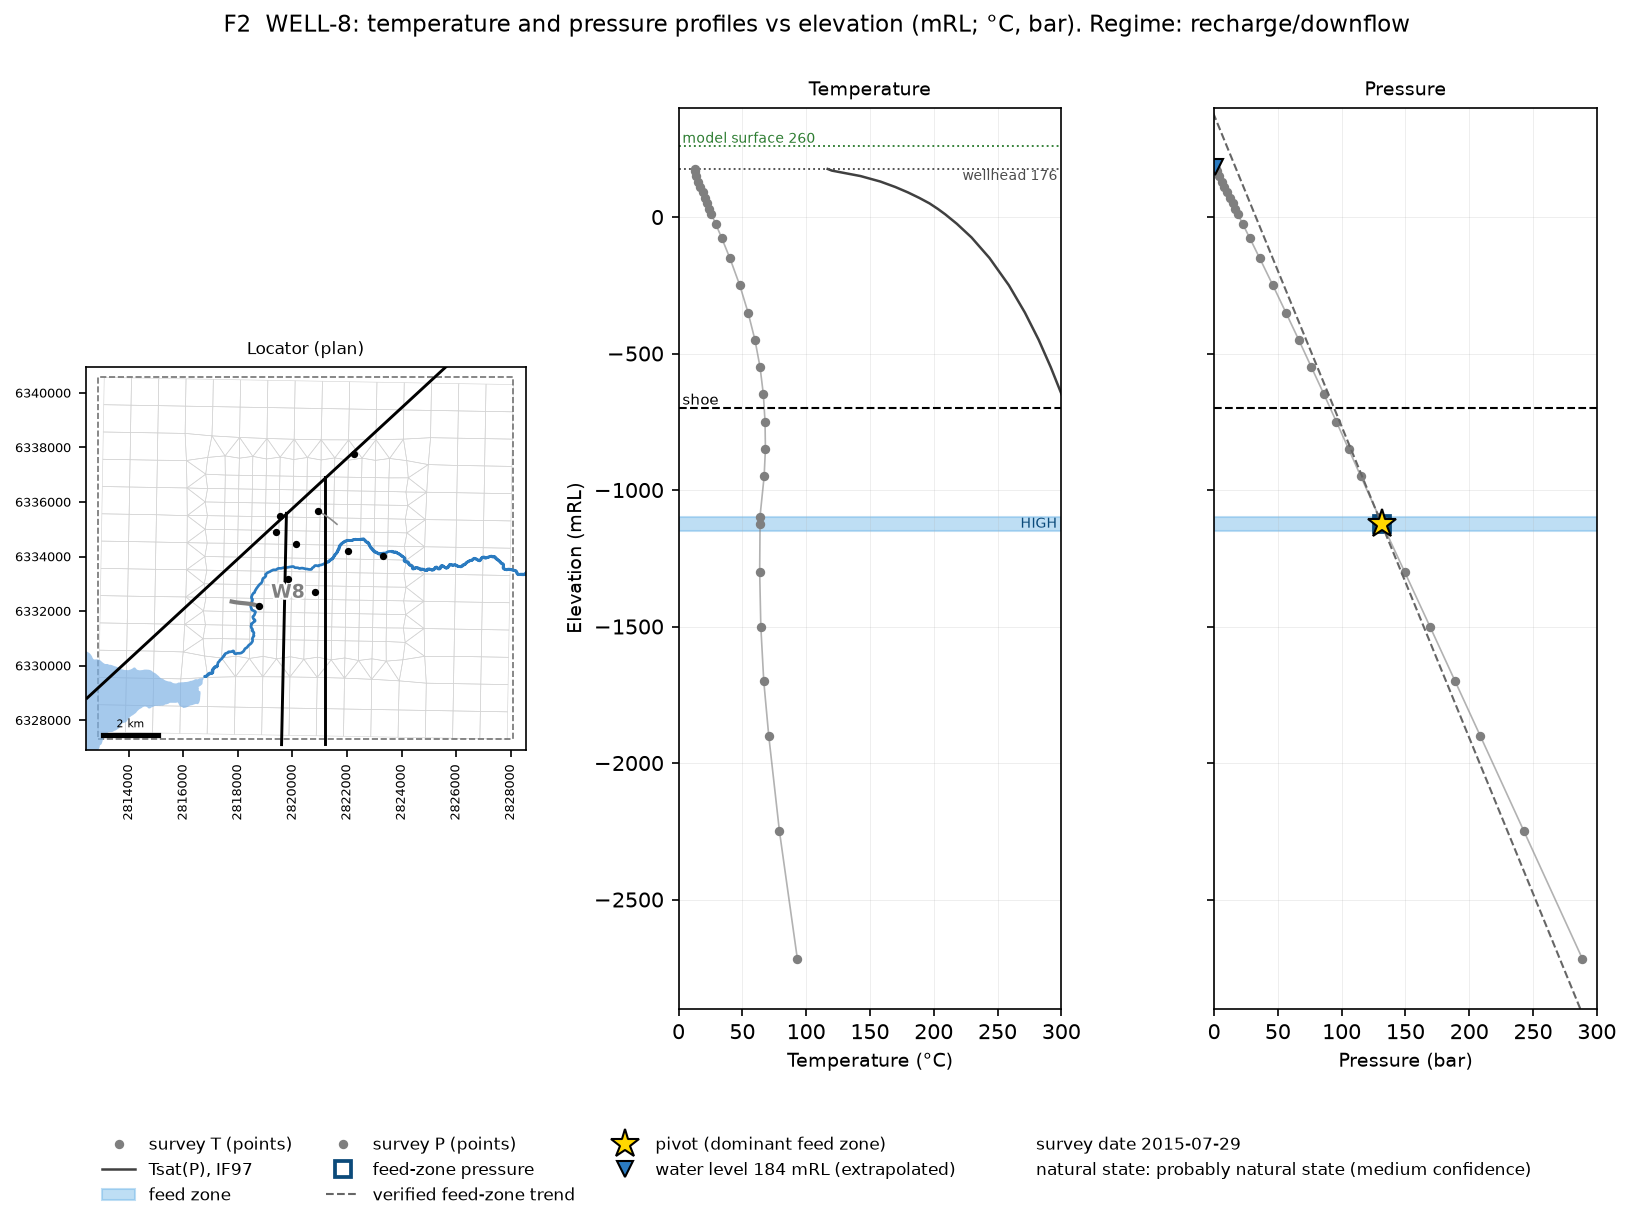 F2  WELL-8: temperature and pressure profiles vs elevation (mRL; °C, bar). Regime: recharge/downflow
Locator (plan)
6340000
6338000
6336000
6334000
6332000
6330000
6328000
W8
2 km
2814000
2816000
2818000
2820000
2822000
2824000
2826000
2828000
Temperature
model surface 260
wellhead 176
shoe
HIGH
Elevation (mRL)
0
−500
−1000
−1500
−2000
−2500
0 50 100 150 200 250 300
Temperature (°C)
Pressure
0 50 100 150 200 250 300
Pressure (bar)
survey T (points)
Tsat(P), IF97
feed zone
survey P (points)
feed-zone pressure
verified feed-zone trend
pivot (dominant feed zone)
water level 184 mRL (extrapolated)
survey date 2015-07-29
natural state: probably natural state (medium confidence)